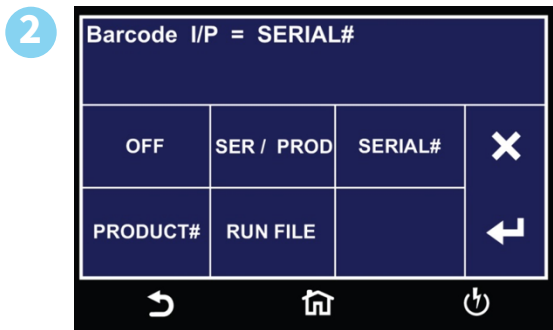 2
Barcode I/P = SERIAL#
OFF
SER / PROD
SERIAL#
PRODUCT#
RUN FILE